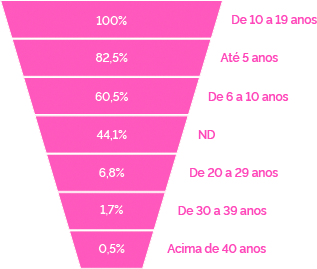 100% De 10 a 19 anos
82,5% Até 5 anos
60,5% De 6 a 10 anos
44,1% ND
6,8% De 20 a 29 anos
1,7% De 30 a 39 anos
0,5% Acima de 40 anos